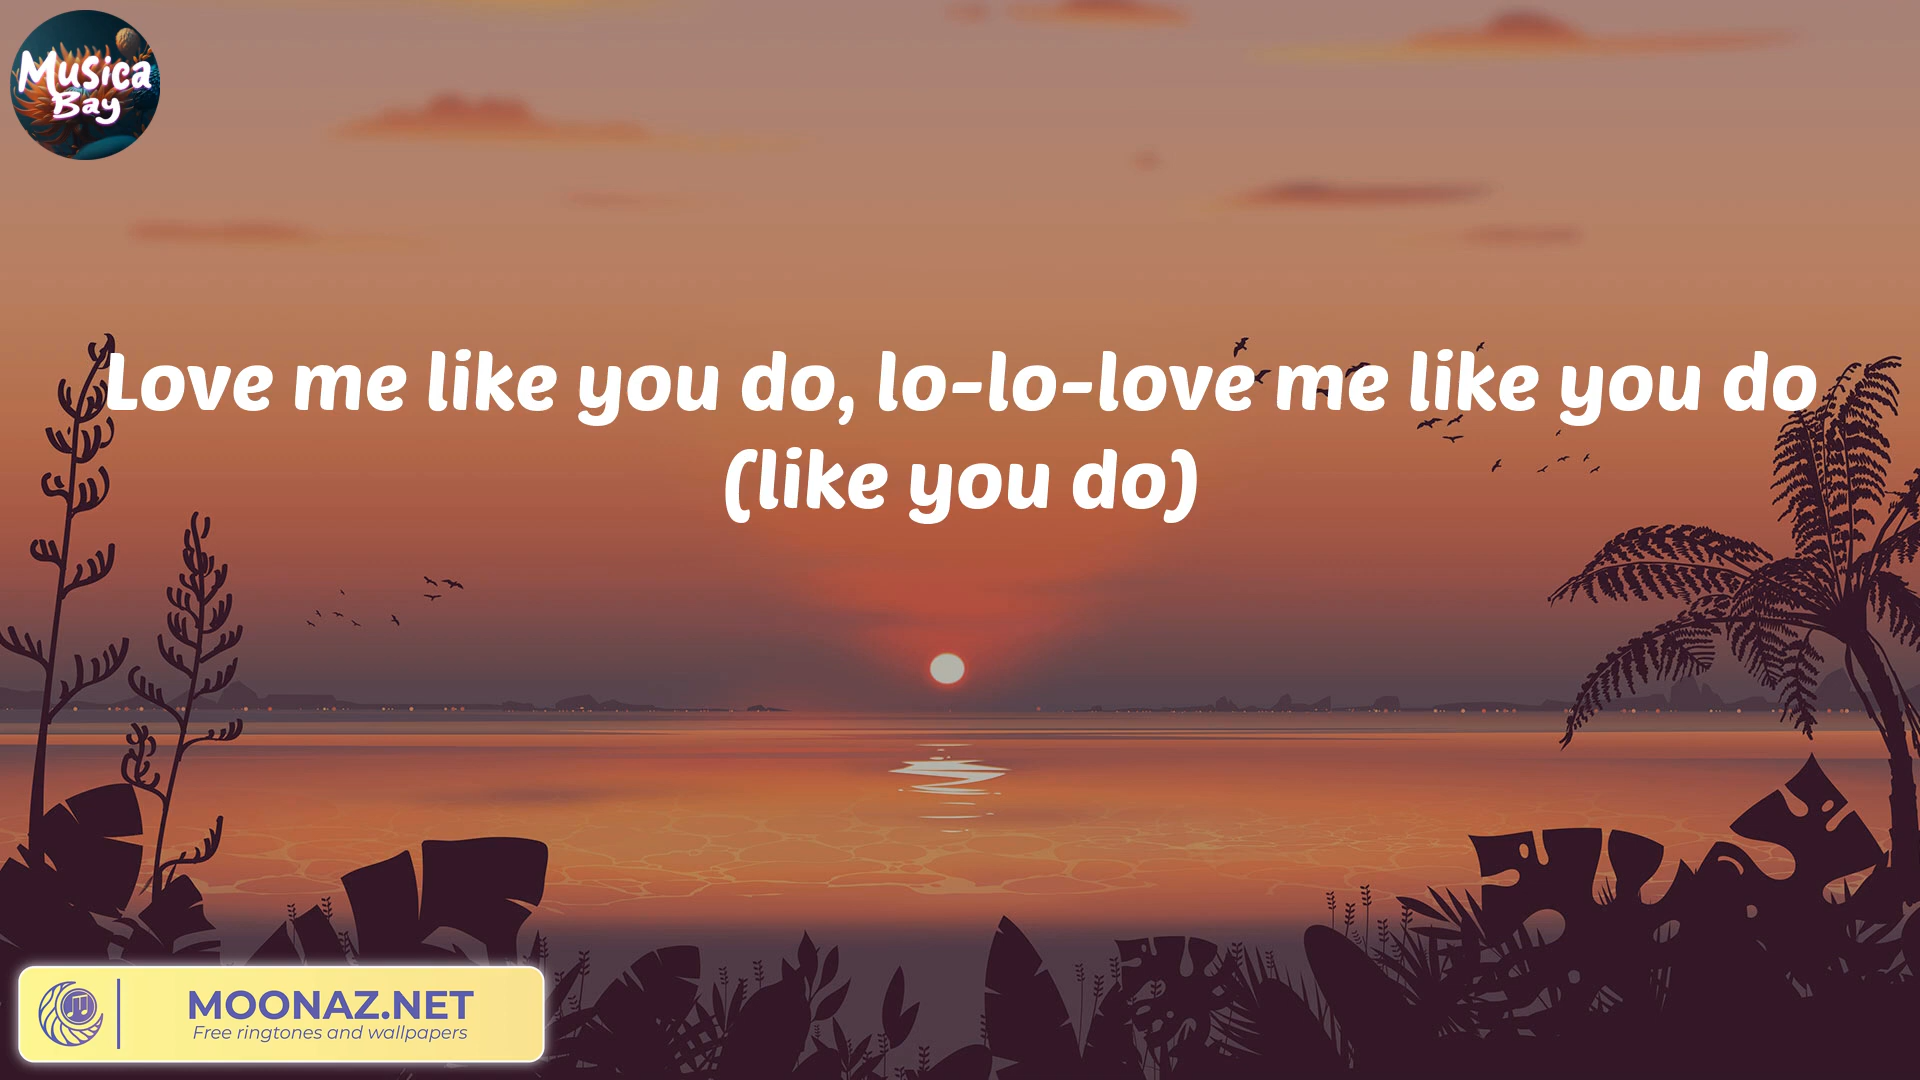 Musica
Bay
Love me like you do, lo-lo-love me like you do
(like you do)
MOONAZ.NET
Free ringtones and wallpapers